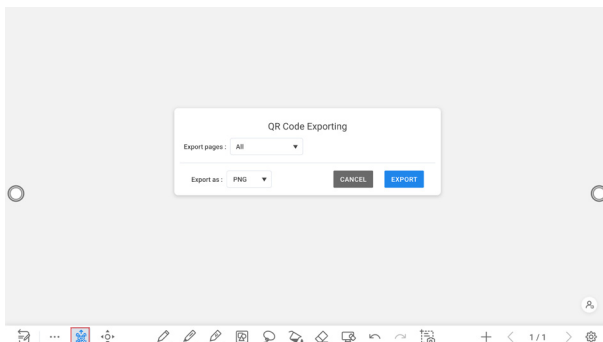 QR Code Exporting
Export pages : All
Export as : PNG CANCEL EXPORT
1 / 1